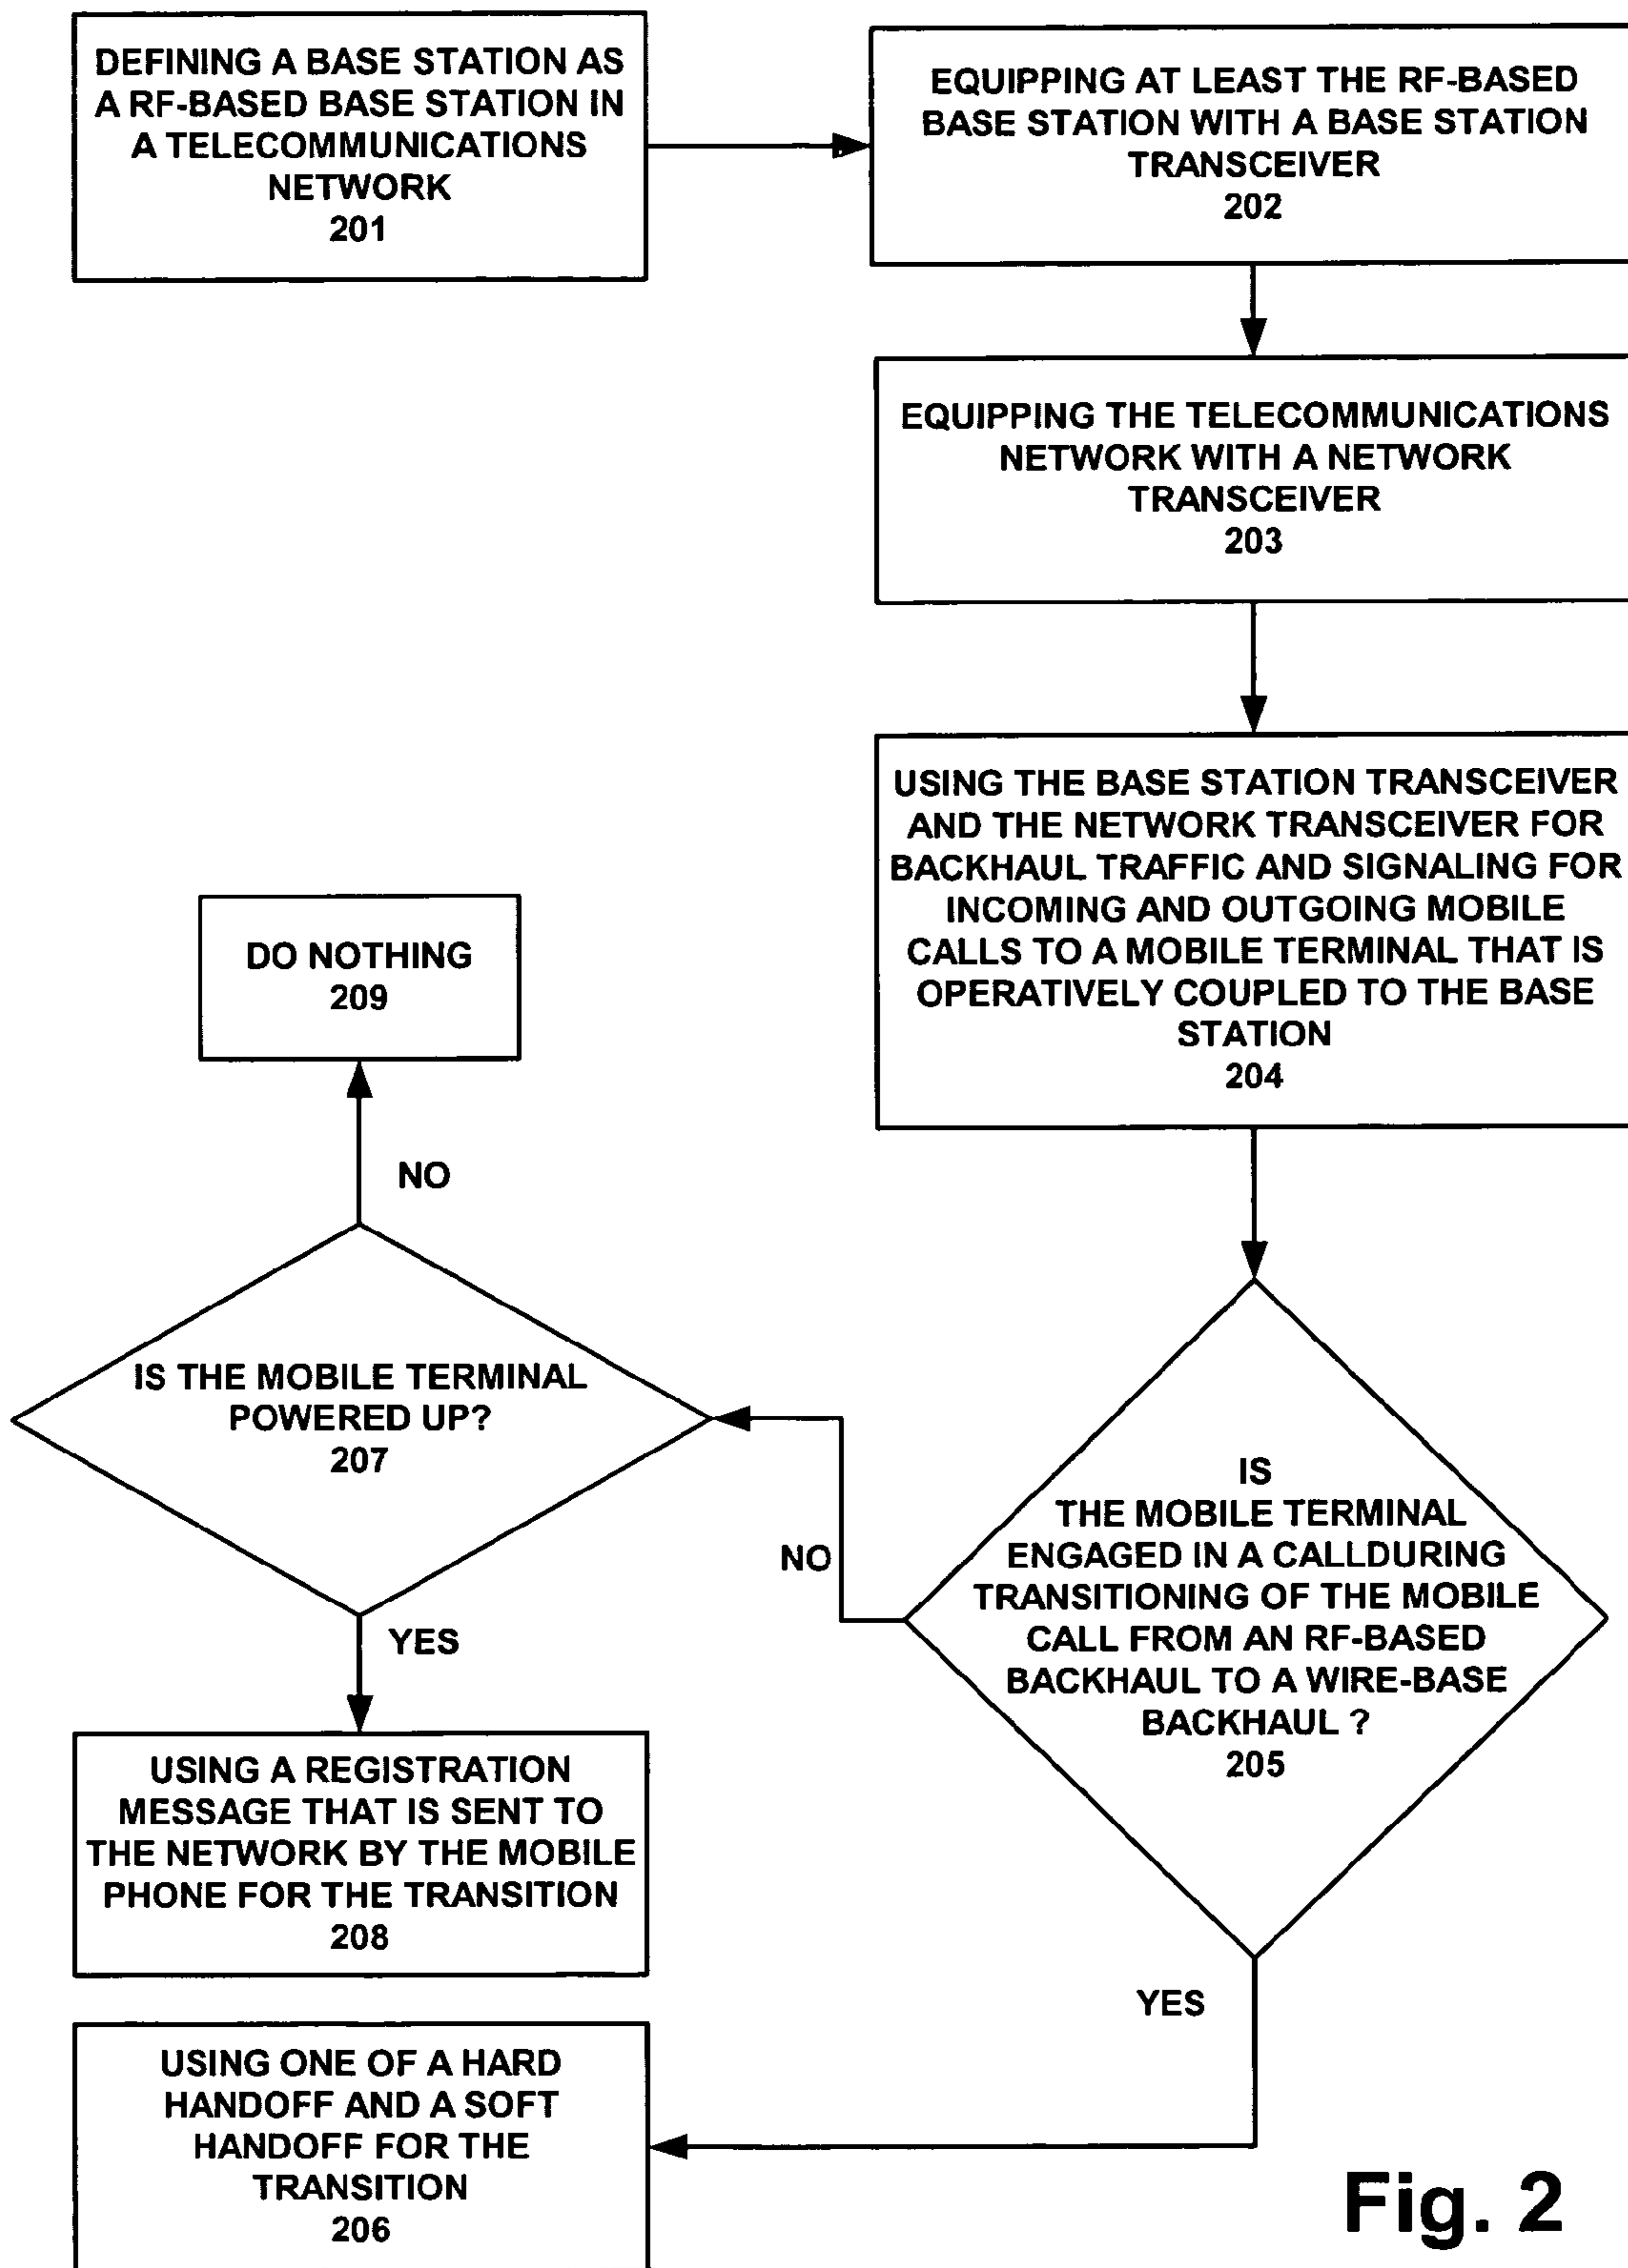 DEFINING A BASE STATION AS
A RF-BASED BASE STATION IN
A TELECOMMUNICATIONS
NETWORK
201
EQUIPPING AT LEAST THE RF-BASED
BASE STATION WITH A BASE STATION
TRANSCEIVER
202
EQUIPPING THE TELECOMMUNICATIONS
NETWORK WITH A NETWORK
TRANSCEIVER
203
USING THE BASE STATION TRANSCEIVER
AND THE NETWORK TRANSCEIVER FOR
BACKHAUL TRAFFIC AND SIGNALING FOR
INCOMING AND OUTGOING MOBILE
CALLS TO A MOBILE TERMINAL THAT IS
OPERATIVELY COUPLED TO THE BASE
STATION
204
IS
THE MOBILE TERMINAL
ENGAGED IN A CALLDURING
TRANSITIONING OF THE MOBILE
CALL FROM AN RF-BASED
BACKHAUL TO A WIRE-BASE
BACKHAUL ?
205
NO
YES
IS THE MOBILE TERMINAL
POWERED UP?
207
NO
DO NOTHING
209
YES
USING A REGISTRATION
MESSAGE THAT IS SENT TO
THE NETWORK BY THE MOBILE
PHONE FOR THE TRANSITION
208
USING ONE OF A HARD
HANDOFF AND A SOFT
HANDOFF FOR THE
TRANSITION
206
Fig. 2